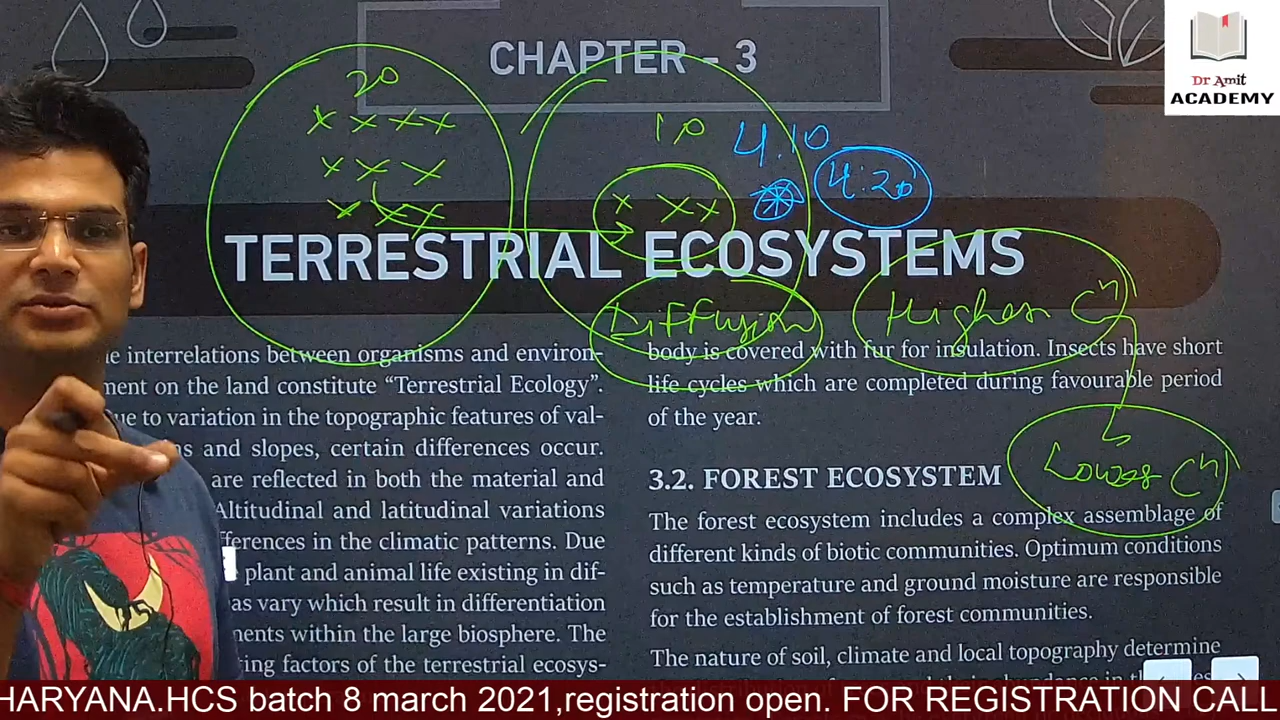 CHAPTER - 3
Dr Amit
ACADEMY
20
x x x x
x x x
x x x
10
x x x
4.10
4:20
TERRESTRIAL ECOSYSTEMS
Diffusion
Higher Cⁿ
Lower Cⁿ
e interrelations between organisms and environ-
ment on the land constitute “Terrestrial Ecology”.
ue to variation in the topographic features of val-
s and slopes, certain differences occur.
are reflected in both the material and
Altitudinal and latitudinal variations
ferences in the climatic patterns. Due
plant and animal life existing in dif-
as vary which result in differentiation
nents within the large biosphere. The
ing factors of the terrestrial ecosys-
body is covered with fur for insulation. Insects have short
life cycles which are completed during favourable period
of the year.
3.2. FOREST ECOSYSTEM
The forest ecosystem includes a complex assemblage of
different kinds of biotic communities. Optimum conditions
such as temperature and ground moisture are responsible
for the establishment of forest communities.
The nature of soil, climate and local topography determine
HARYANA.HCS batch 8 march 2021,registration open. FOR REGISTRATION CALL